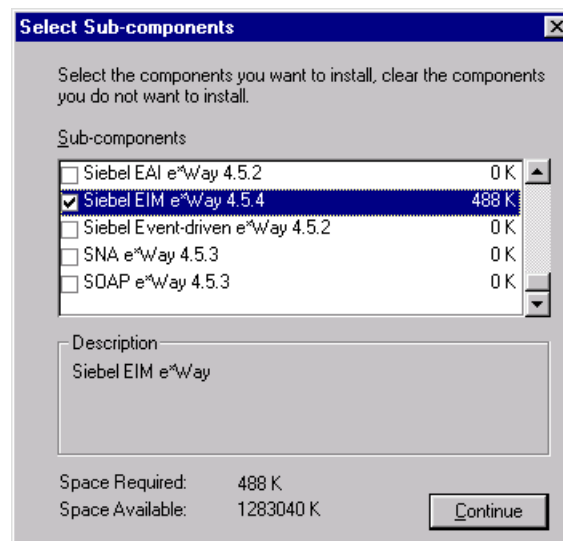 Select Sub-components
Select the components you want to install, clear the components
you do not want to install.
Sub-components
Siebel EAI e*Way 4.5.2 0 K
Siebel EIM e*Way 4.5.4 488 K
Siebel Event-driven e*Way 4.5.2 0 K
SNA e*Way 4.5.3 0 K
SOAP e*Way 4.5.3 0 K
Description
Siebel EIM e*Way
Space Required: 488 K
Space Available: 1283040 K
Continue